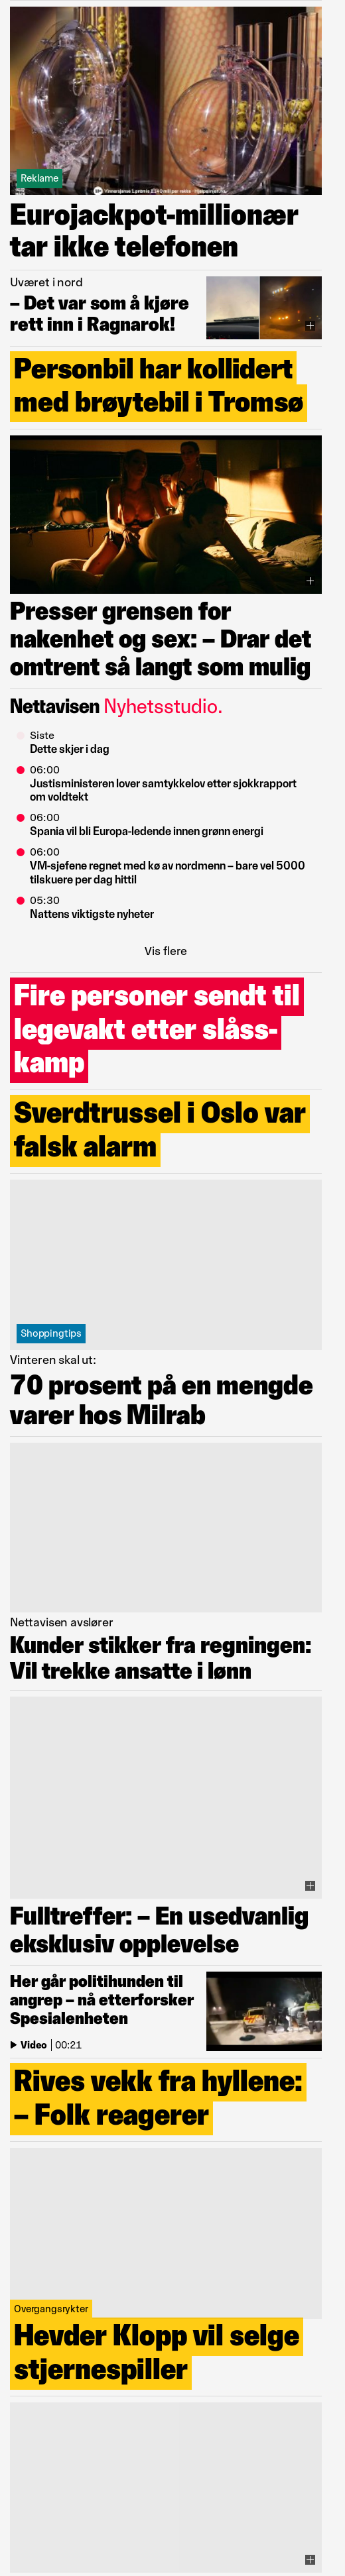 Reklame
Eurojackpot-millionær
tar ikke telefonen
Uværet i nord
– Det var som å kjøre
rett inn i Ragnarok!
Personbil har kollidert
med brøytebil i Tromsø
Presser grensen for
nakenhet og sex: – Drar det
omtrent så langt som mulig
Nettavisen Nyhetsstudio.
Siste
Dette skjer i dag
06:00
Justisministeren lover samtykkelov etter sjokkrapport
om voldtekt
06:00
Spania vil bli Europa-ledende innen grønn energi
06:00
VM-sjefene regnet med kø av nordmenn – bare vel 5000
tilskuere per dag hittil
05:30
Nattens viktigste nyheter
Vis flere
Fire personer sendt til
legevakt etter slåss-
kamp
Sverdtrussel i Oslo var
falsk alarm
Shoppingtips
Vinteren skal ut:
70 prosent på en mengde
varer hos Milrab
Nettavisen avslører
Kunder stikker fra regningen:
Vil trekke ansatte i lønn
Fulltreffer: – En usedvanlig
eksklusiv opplevelse
Her går politihunden til
angrep – nå etterforsker
Spesialenheten
Video | 00:21
Rives vekk fra hyllene:
– Folk reagerer
Overgangsrykter
Hevder Klopp vil selge
stjernespiller